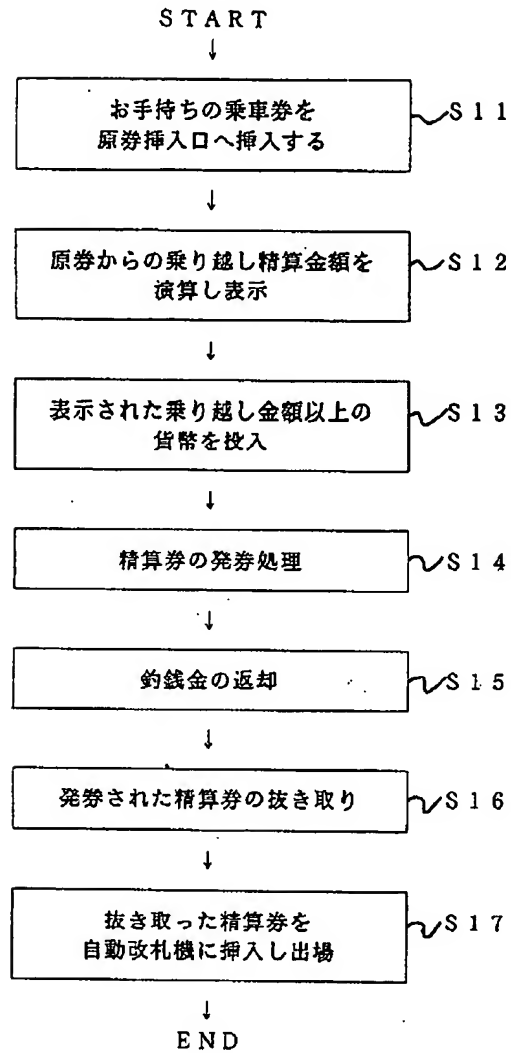 START
↓
お手持ちの乗車券を S11
原券挿入口へ挿入する
↓
原券からの乗り越し精算金額を S12
演算し表示
↓
表示された乗り越し金額以上の S13
貨幣を投入
↓
精算券の発券処理 S14
↓
釣銭金の返却 S15
↓
発券された精算券の抜き取り S16
↓
抜き取った精算券を S17
自動改札機に挿入し出場
↓
END